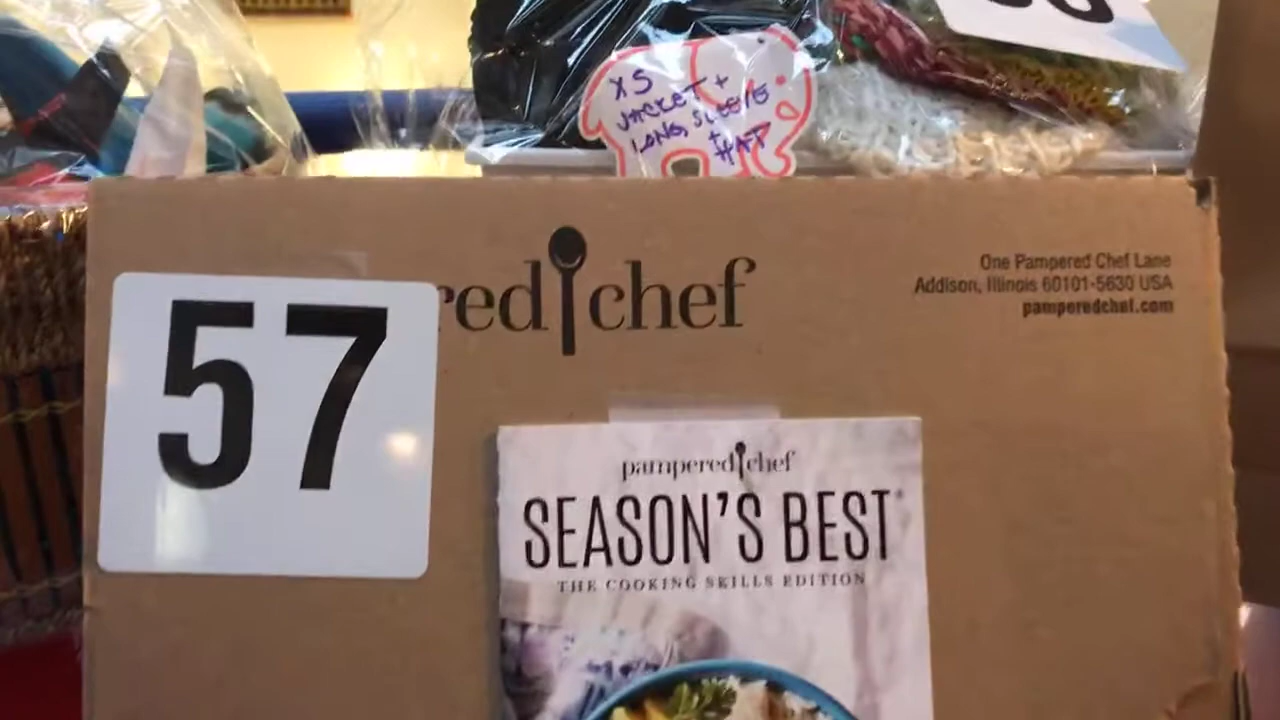 XS
JACKET +
LONG SLEEVE
+ HAT
red chef
One Pampered Chef Lane
Addison, Illinois 60101-5630 USA
pamperedchef.com
57
pampered chef
SEASON'S BEST
THE COOKING SKILLS EDITION